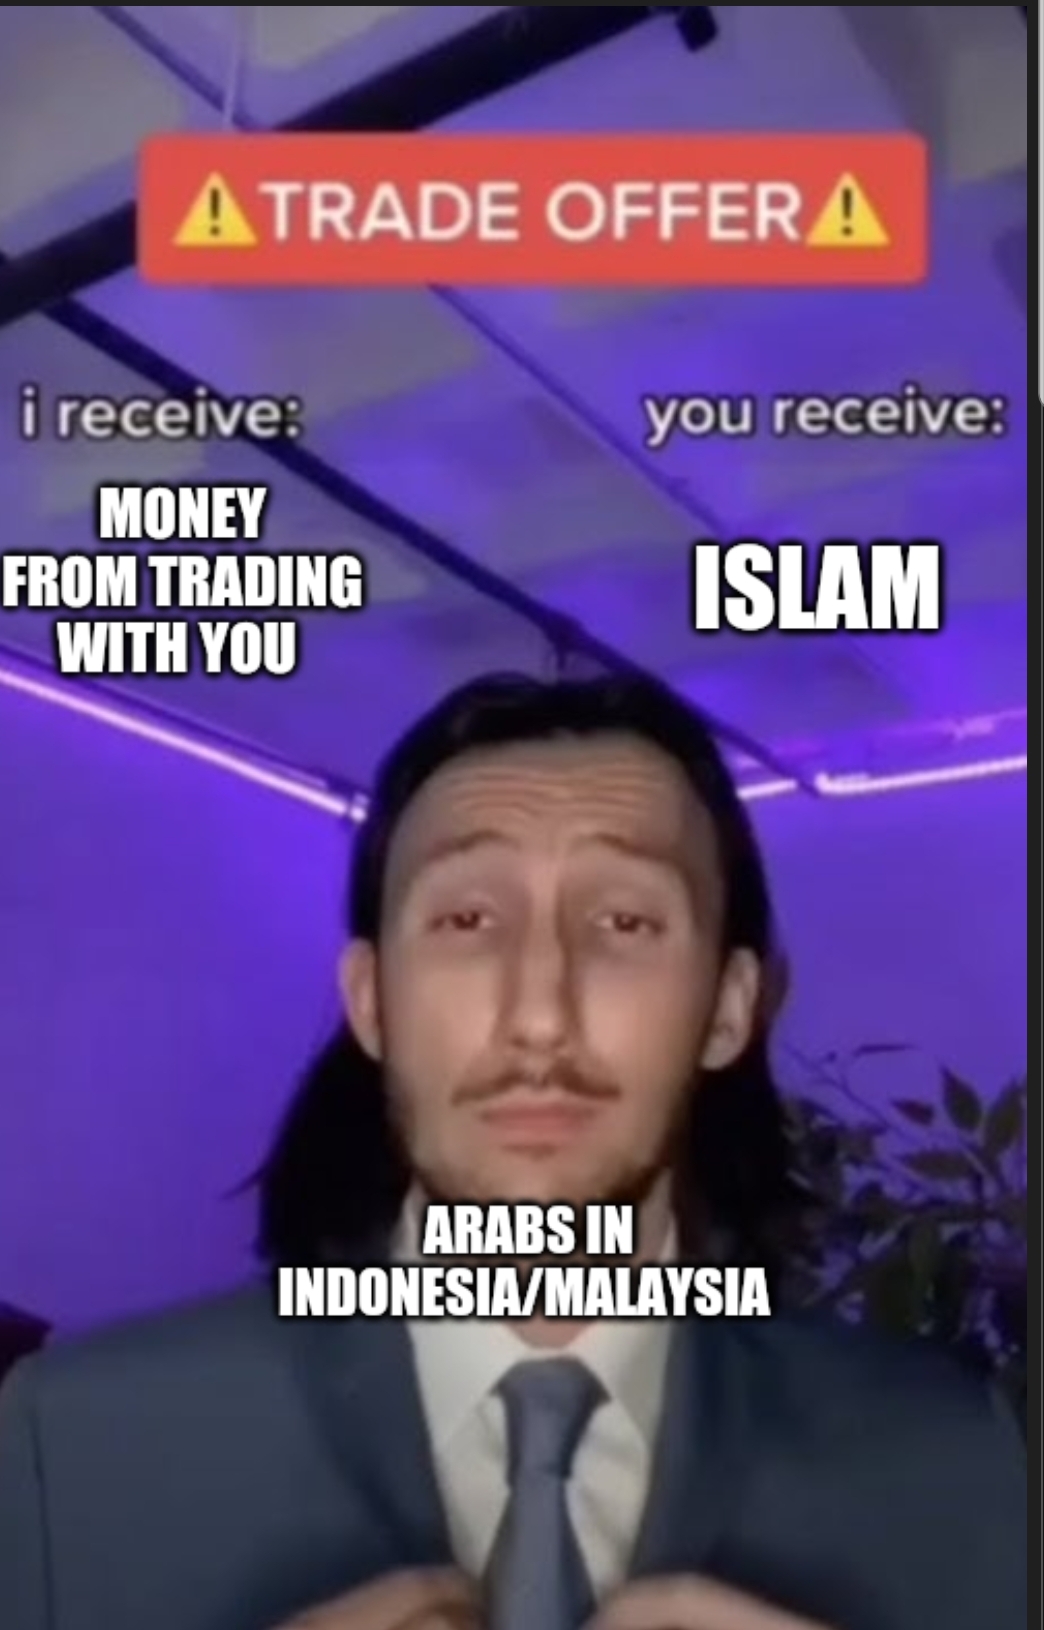 ⚠TRADE OFFER⚠
i receive:
you receive:
MONEY
FROM TRADING
WITH YOU
ISLAM
ARABS IN
INDONESIA/MALAYSIA